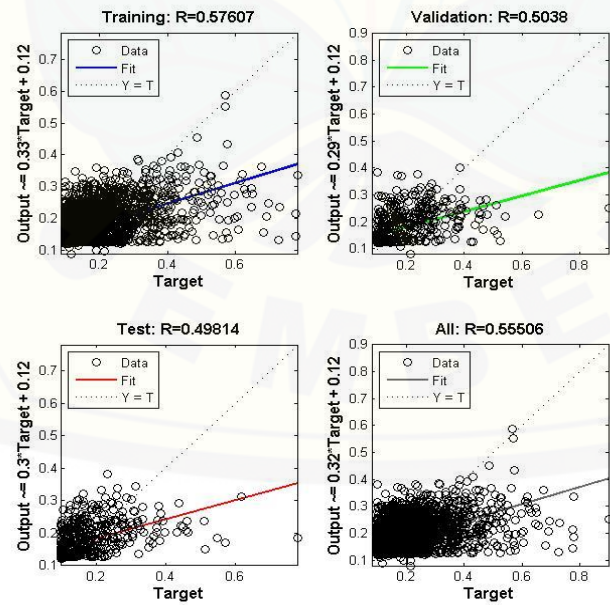 Training: R=0.57607
Output ~= 0.33*Target + 0.12
0.7
0.6
0.5
0.4
0.3
0.2
0.1
Data
Fit
Y = T
0.2 0.4 0.6
Target
Validation: R=0.5038
Output ~= 0.29*Target + 0.12
0.9
0.8
0.7
0.6
0.5
0.4
0.3
0.2
0.1
Data
Fit
Y = T
0.2 0.4 0.6 0.8
Target
Test: R=0.49814
Output ~= 0.3*Target + 0.12
0.7
0.6
0.5
0.4
0.3
0.2
0.1
Data
Fit
Y = T
0.2 0.4 0.6
Target
All: R=0.55506
Output ~= 0.32*Target + 0.12
0.9
0.8
0.7
0.6
0.5
0.4
0.3
0.2
0.1
Data
Fit
Y = T
0.2 0.4 0.6 0.8
Target